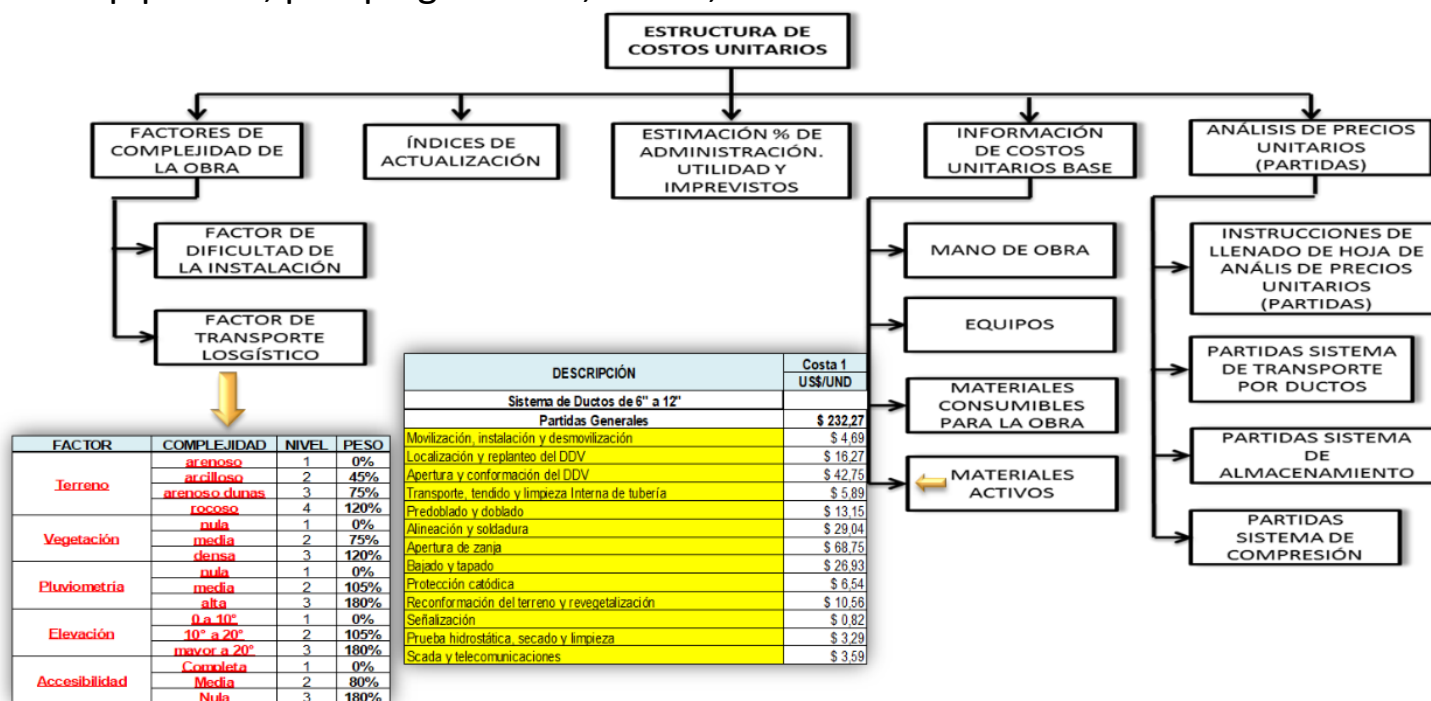 ESTRUCTURA DE
COSTOS UNITARIOS
FACTORES DE
COMPLEJIDAD DE
LA OBRA
ÍNDICES DE
ACTUALIZACIÓN
ESTIMACIÓN % DE
ADMINISTRACIÓN.
UTILIDAD Y
IMPREVISTOS
INFORMACIÓN
DE COSTOS
UNITARIOS BASE
ANÁLISIS DE PRECIOS
UNITARIOS
(PARTIDAS)
FACTOR DE
DIFICULTAD DE
LA INSTALACIÓN
FACTOR DE
TRANSPORTE
LOSGÍSTICO
MANO DE OBRA
EQUIPOS
MATERIALES
CONSUMIBLES
PARA LA OBRA
MATERIALES
ACTIVOS
INSTRUCCIONES DE
LLENADO DE HOJA DE
ANÁLIS DE PRECIOS
UNITARIOS
(PARTIDAS)
PARTIDAS SISTEMA
DE TRANSPORTE
POR DUCTOS
PARTIDAS SISTEMA
DE
ALMACENAMIENTO
PARTIDAS
SISTEMA DE
COMPRESIÓN
FACTOR COMPLEJIDAD NIVEL PESO
Terreno
arenoso 1 0%
arcilloso 2 45%
arenoso dunas 3 75%
rocoso 4 120%
Vegetación
nula 1 0%
media 2 75%
densa 3 120%
Pluviometria
nula 1 0%
media 2 105%
alta 3 180%
Elevación
0 a 10° 1 0%
10° a 20° 2 105%
mayor a 20° 3 180%
Accesibilidad
Completa 1 0%
Media 2 80%
Nula 3 180%
DESCRIPCIÓN Costa 1
US$/UND
Sistema de Ductos de 6" a 12"
Partidas Generales $ 232,27
Movilización, instalación y desmovilización $ 4,69
Localización y replanteo del DDV $ 16,27
Apertura y conformación del DDV $ 42,75
Transporte, tendido y limpieza Interna de tubería $ 5,89
Predoblado y doblado $ 13,15
Alineación y soldadura $ 29,04
Apertura de zanja $ 68,75
Bajado y tapado $ 26,93
Protección catódica $ 6,54
Reconformación del terreno y revegetalización $ 10,56
Señalización $ 0,82
Prueba hidrostática, secado y limpieza $ 3,29
Scada y telecomunicaciones $ 3,59